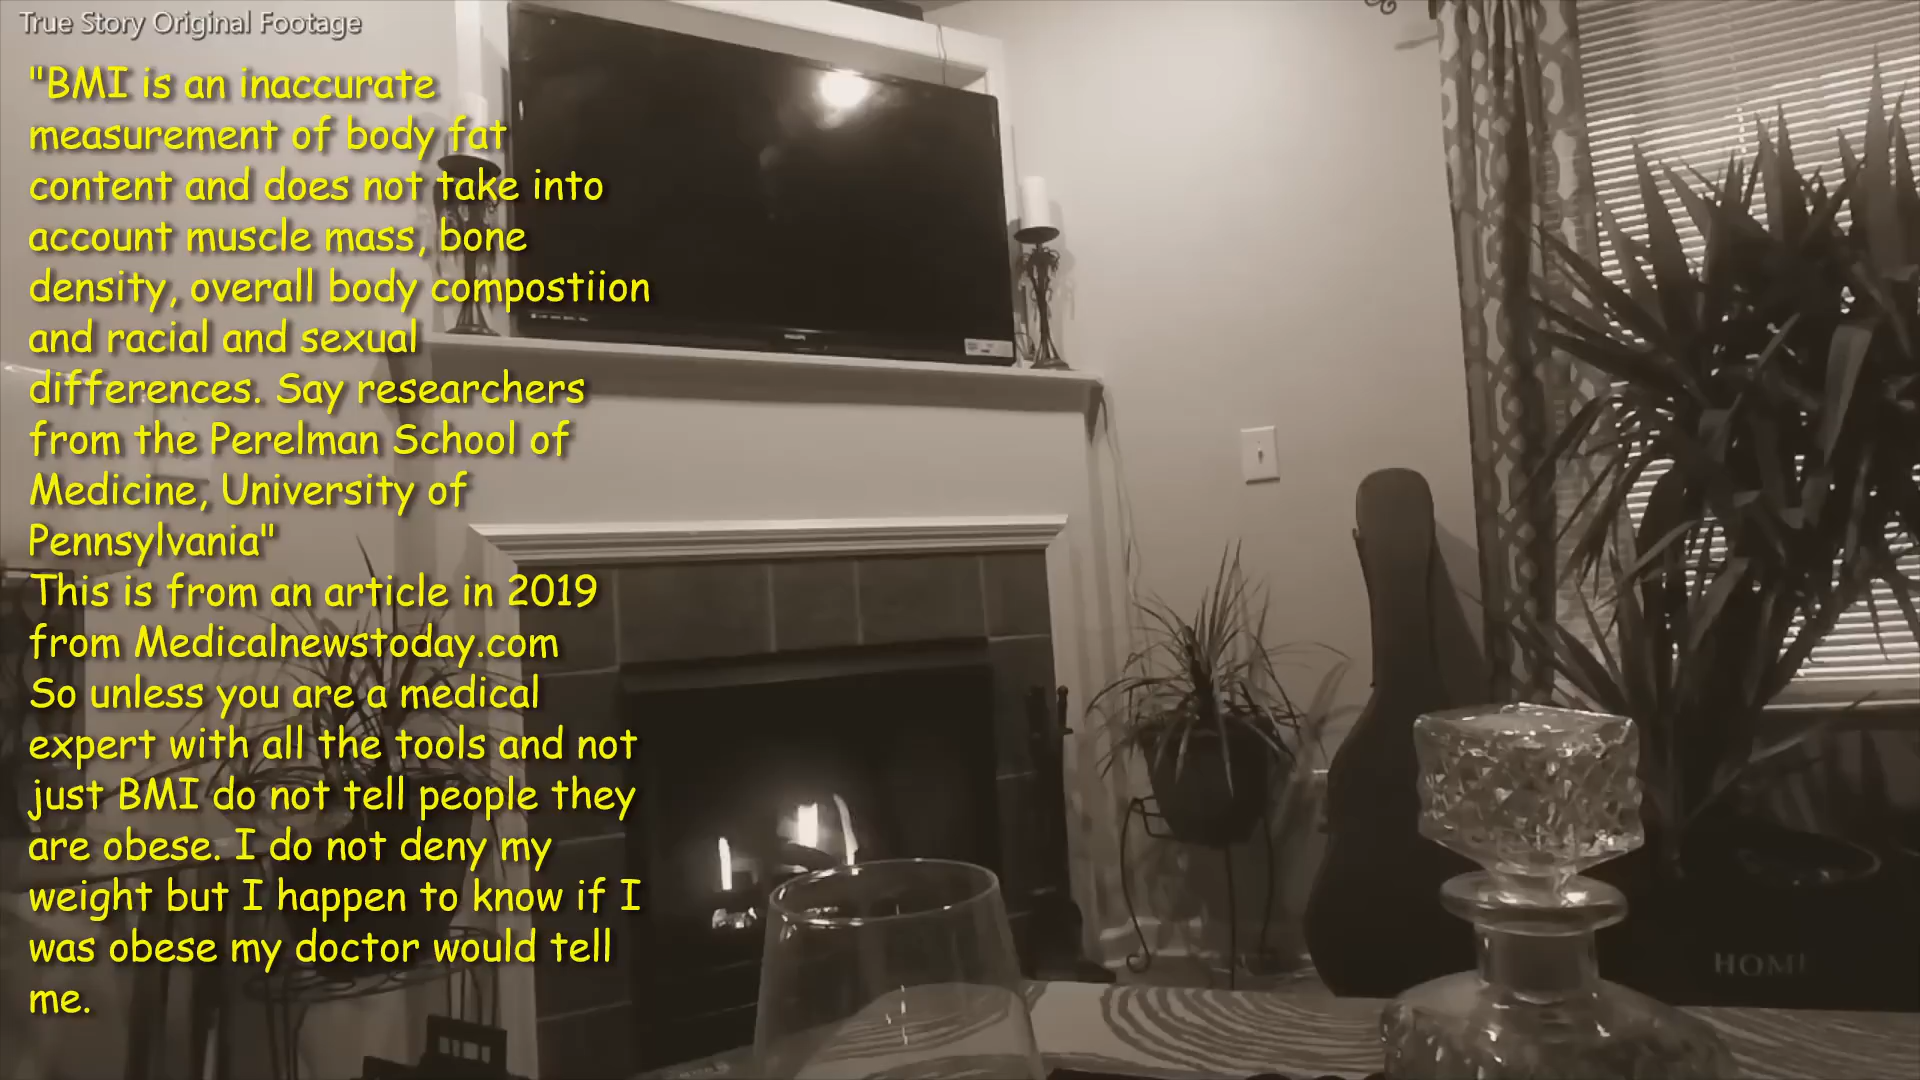 True Story Original Footage
"BMI is an inaccurate
measurement of body fat
content and does not take into
account muscle mass, bone
density, overall body compostiion
and racial and sexual
differences. Say researchers
from the Perelman School of
Medicine, University of
Pennsylvania"
This is from an article in 2019
from Medicalnewstoday.com
So unless you are a medical
expert with all the tools and not
just BMI do not tell people they
are obese. I do not deny my
weight but I happen to know if I
was obese my doctor would tell
me.
PHILIPS
HOME